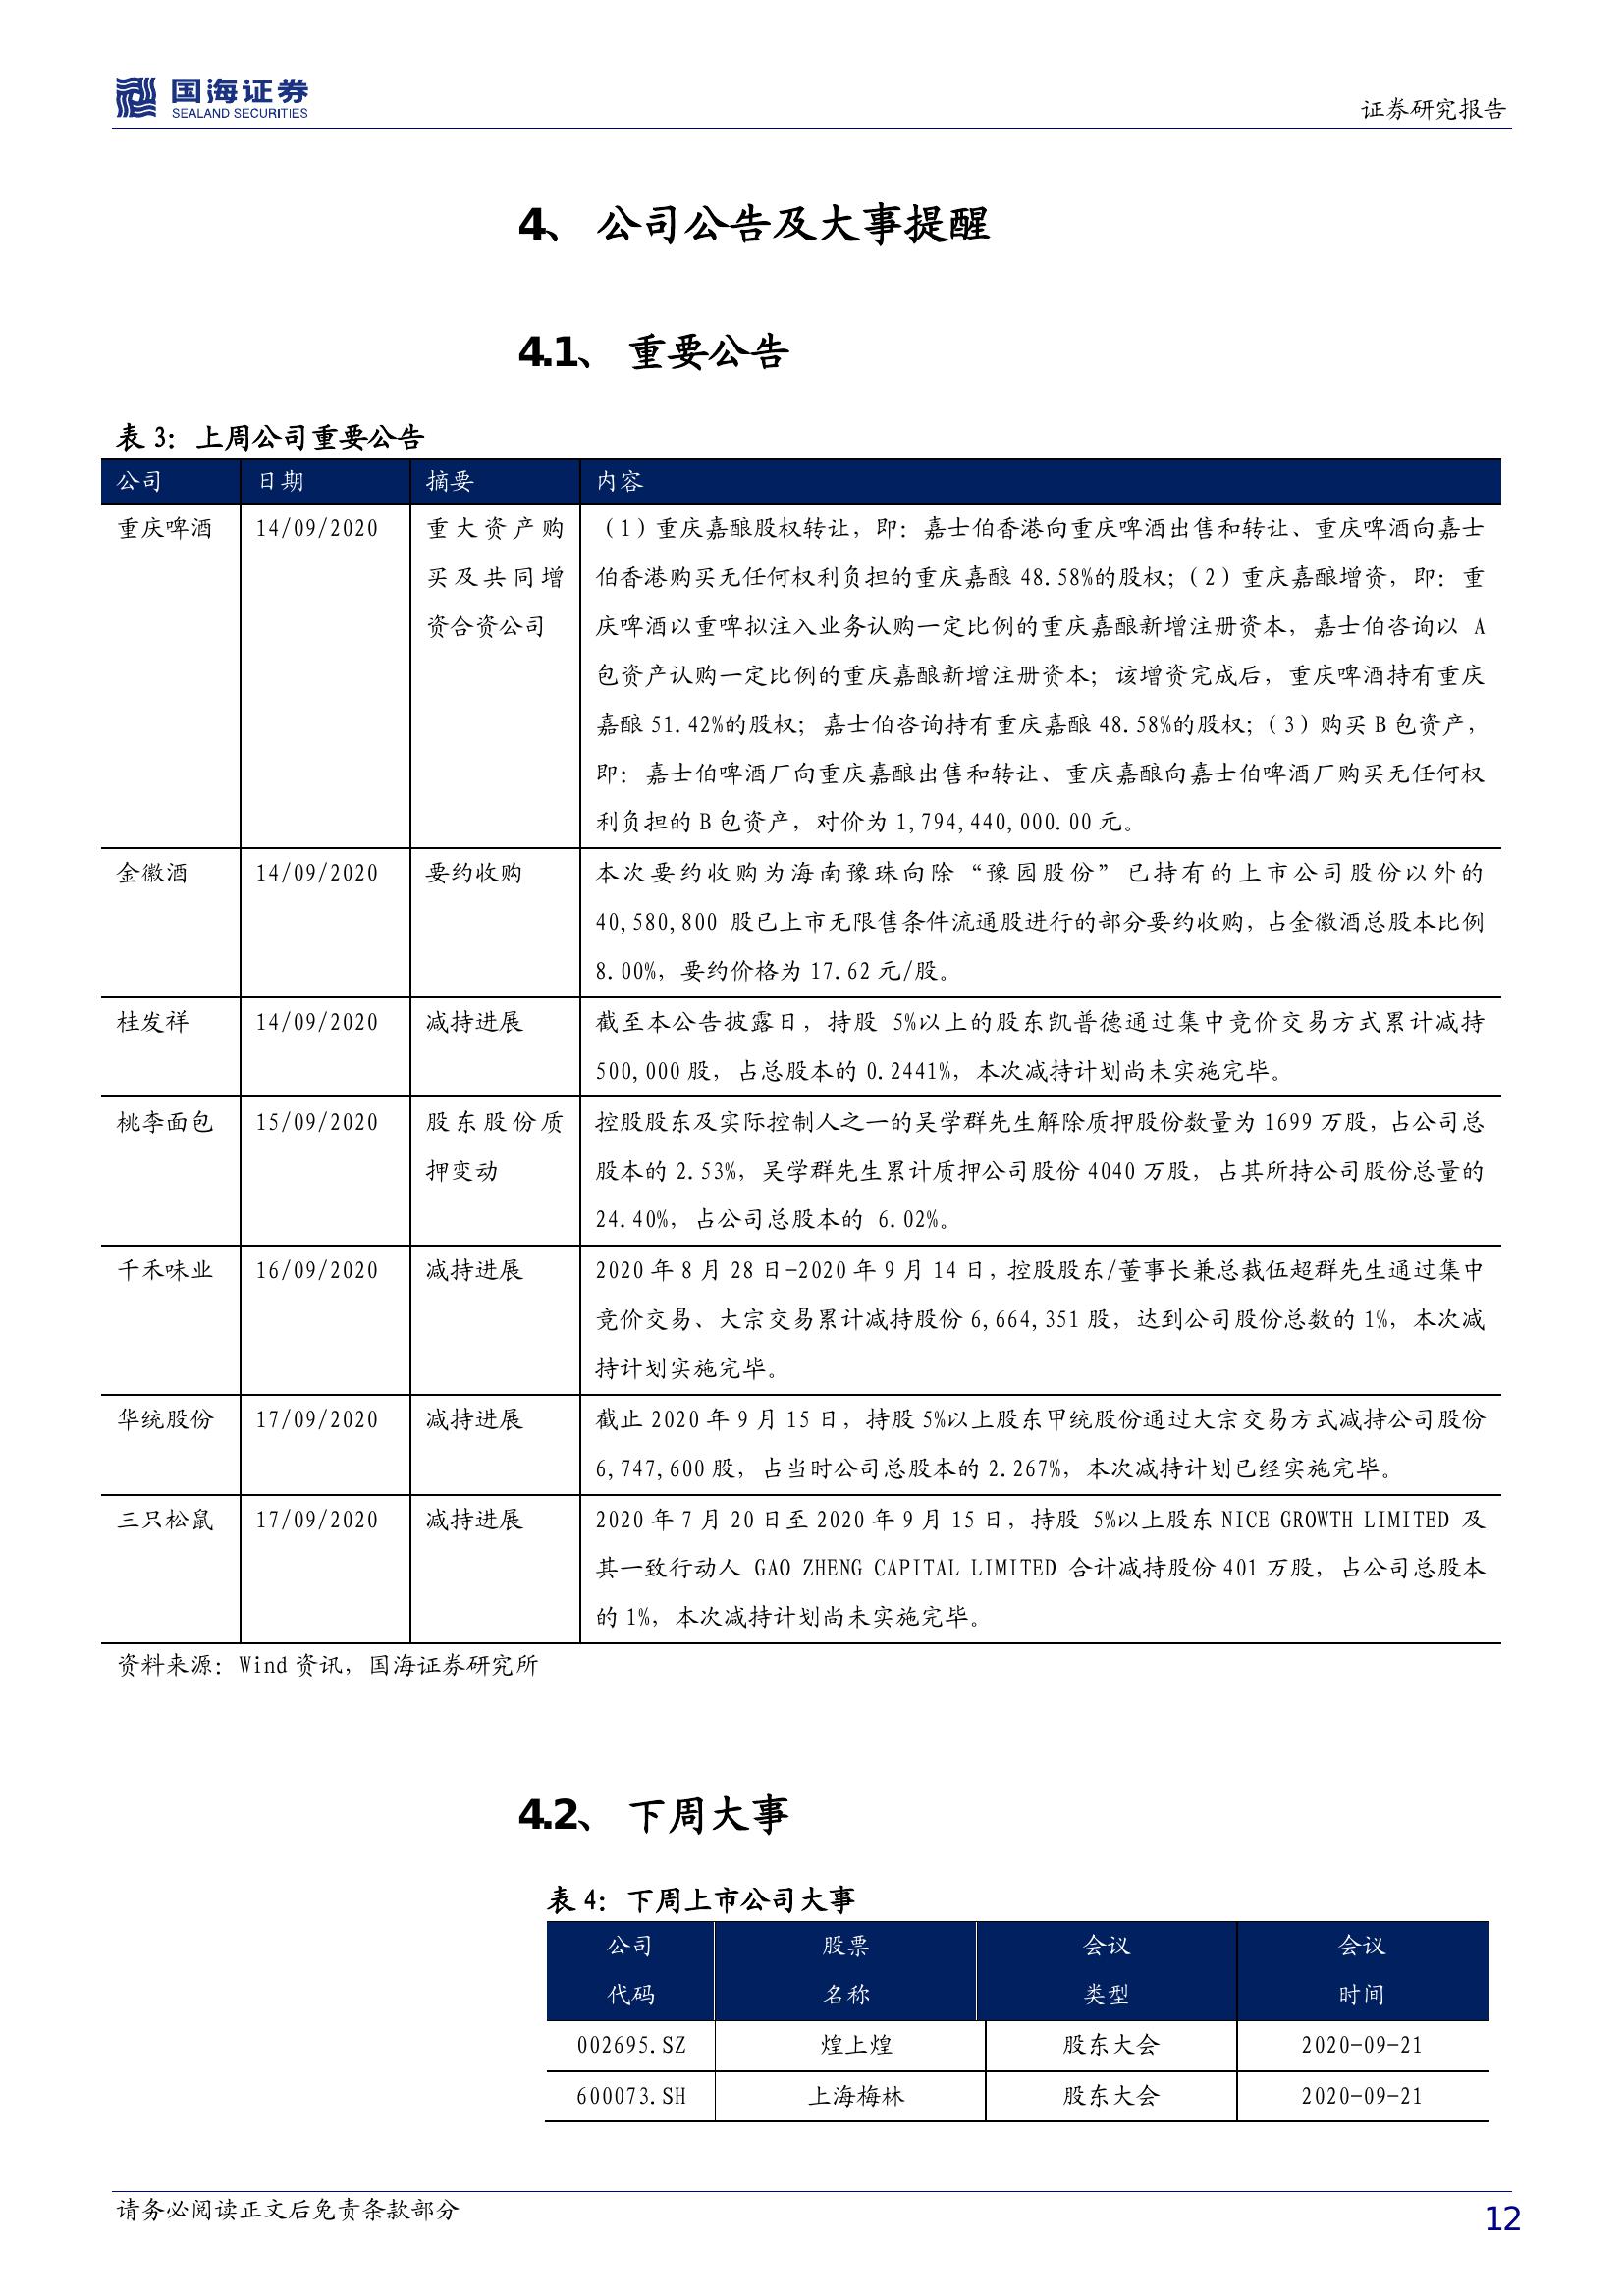 国海证券
SEALAND SECURITIES
证券研究报告
4、 公司公告及大事提醒
4.1、 重要公告
表 3：上周公司重要公告
公司 日期 摘要 内容
重庆啤酒 14/09/2020 重大资产购 （1）重庆嘉酿股权转让，即：嘉士伯香港向重庆啤酒出售和转让、重庆啤酒向嘉士
买及共同增 伯香港购买无任何权利负担的重庆嘉酿 48.58%的股权；（2）重庆嘉酿增资，即：重
资合资公司 庆啤酒以重啤拟注入业务认购一定比例的重庆嘉酿新增注册资本，嘉士伯咨询以 A
包资产认购一定比例的重庆嘉酿新增注册资本；该增资完成后，重庆啤酒持有重庆
嘉酿 51.42%的股权；嘉士伯咨询持有重庆嘉酿 48.58%的股权；（3）购买 B 包资产，
即：嘉士伯啤酒厂向重庆嘉酿出售和转让、重庆嘉酿向嘉士伯啤酒厂购买无任何权
利负担的 B 包资产，对价为 1,794,440,000.00 元。
金徽酒 14/09/2020 要约收购 本次要约收购为海南豫珠向除“豫园股份”已持有的上市公司股份以外的
40,580,800 股已上市无限售条件流通股进行的部分要约收购，占金徽酒总股本比例
8.00%，要约价格为 17.62 元/股。
桂发祥 14/09/2020 减持进展 截至本公告披露日，持股 5%以上的股东凯普德通过集中竞价交易方式累计减持
500,000 股，占总股本的 0.2441%，本次减持计划尚未实施完毕。
桃李面包 15/09/2020 股东股份质 控股股东及实际控制人之一的吴学群先生解除质押股份数量为 1699 万股，占公司总
押变动 股本的 2.53%，吴学群先生累计质押公司股份 4040 万股，占其所持公司股份总量的
24.40%，占公司总股本的 6.02%。
千禾味业 16/09/2020 减持进展 2020 年 8 月 28 日-2020 年 9 月 14 日，控股股东/董事长兼总裁伍超群先生通过集中
竞价交易、大宗交易累计减持股份 6,664,351 股，达到公司股份总数的 1%，本次减
持计划实施完毕。
华统股份 17/09/2020 减持进展 截止 2020 年 9 月 15 日，持股 5%以上股东甲统股份通过大宗交易方式减持公司股份
6,747,600 股，占当时公司总股本的 2.267%，本次减持计划已经实施完毕。
三只松鼠 17/09/2020 减持进展 2020 年 7 月 20 日至 2020 年 9 月 15 日，持股 5%以上股东 NICE GROWTH LIMITED 及
其一致行动人 GAO ZHENG CAPITAL LIMITED 合计减持股份 401 万股，占公司总股本
的 1%，本次减持计划尚未实施完毕。
资料来源：Wind 资讯，国海证券研究所
4.2、 下周大事
表 4：下周上市公司大事
公司 股票 会议 会议
代码 名称 类型 时间
002695.SZ 煌上煌 股东大会 2020-09-21
600073.SH 上海梅林 股东大会 2020-09-21
请务必阅读正文后免责条款部分
12